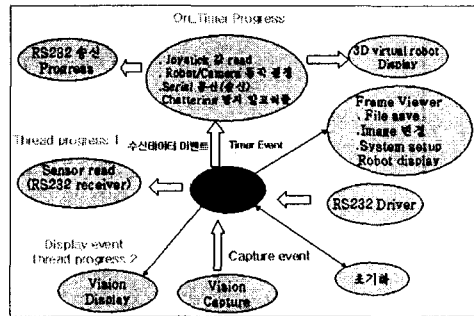 On_Timer Progress
RS232 송신
Progress
.Joystick 값 read
.Robot/Camera 동작 결정
Serial 통신(송신)
Chattering 방지 알고리즘
3D virtual robot
Display
Frame Viewer
.File save
.Image 변경
.System setup
Robot display
Thread progress 1
수신데이타 이벤트
Timer Event
Sensor read
(RS232 receiver)
RS232 Driver
Display event
Thread progress 2
Capture event
Vision
Display
Vision
Capture
초기화